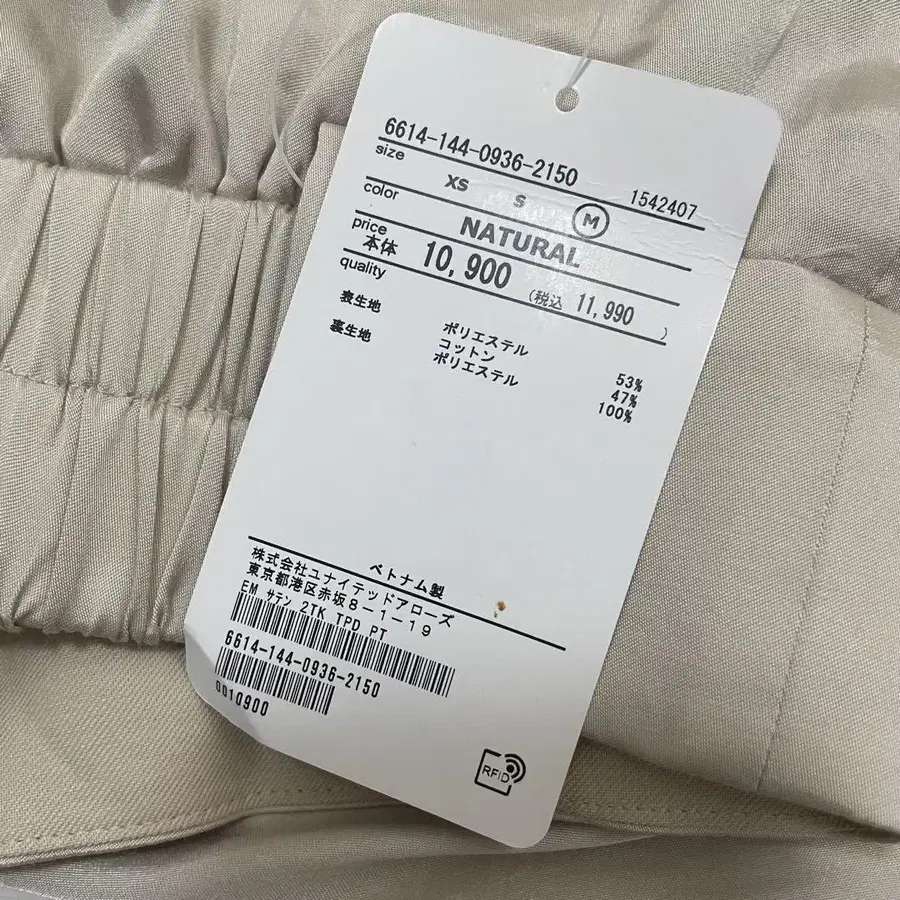 6614-144-0936-2150
size
XS S M 1542407
color
NATURAL
price
本体 10,900 (税込 11,990 )
quality
表生地 ポリエステル 53%
コットン 47%
裏生地 ポリエステル 100%
ベトナム製
株式会社ユナイテッドアローズ
東京都港区赤坂8-1-19
EM サテン 2TK TPD PT
6614-144-0936-2150
0010900
RFID